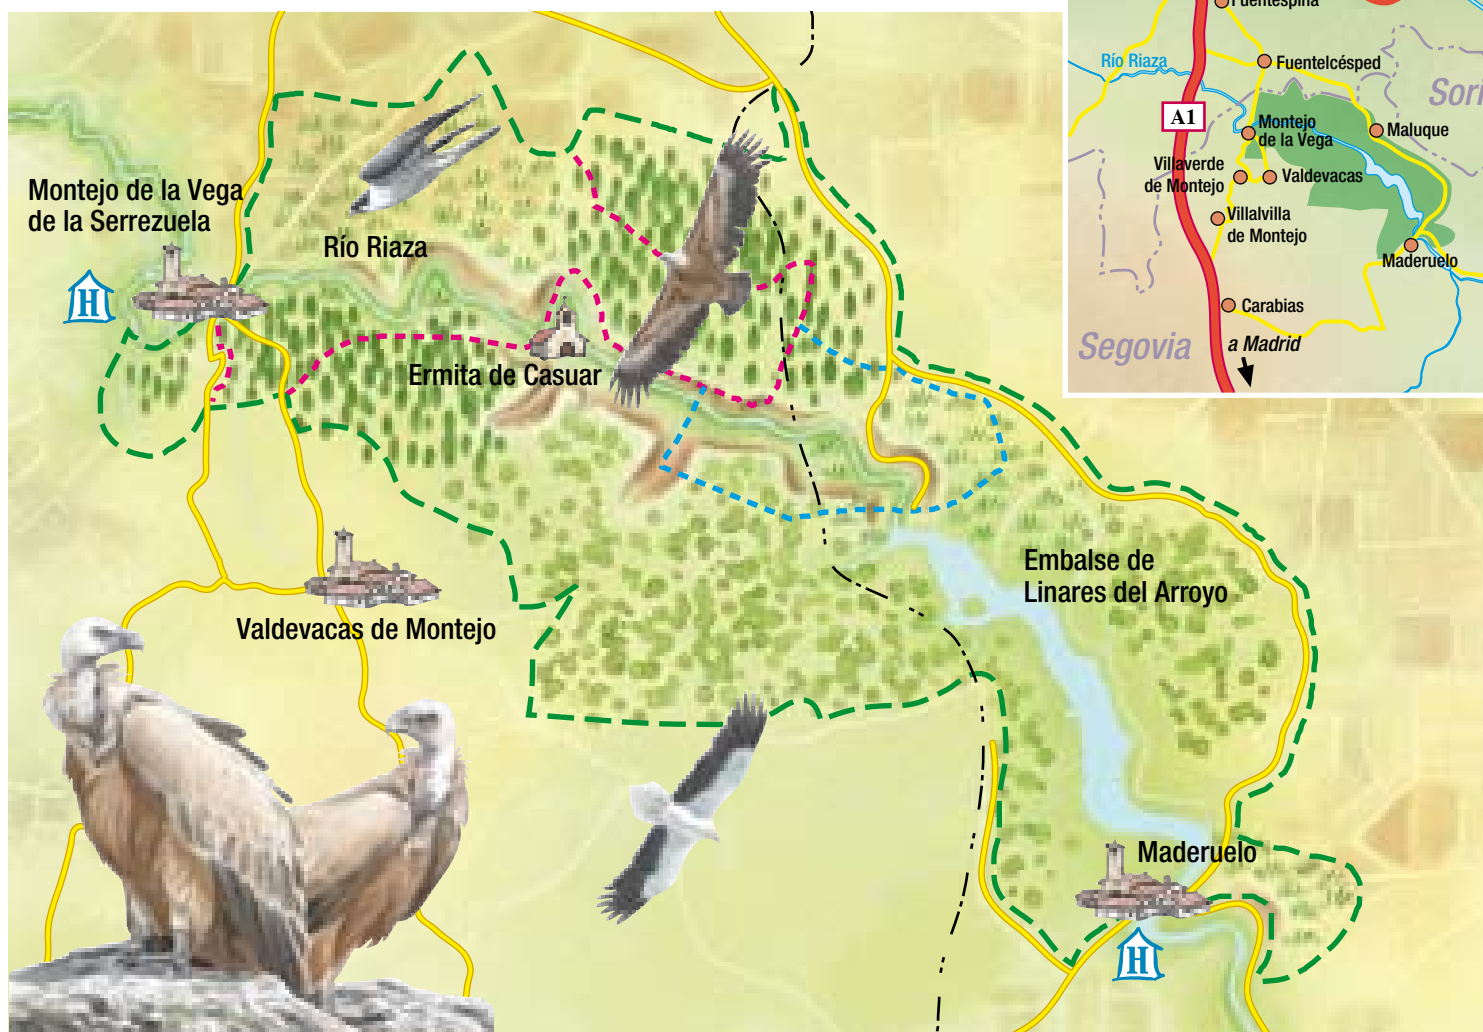 Montejo de la Vega
de la Serrezuela
H
Río Riaza
Ermita de Casuar
Valdevacas de Montejo
Embalse de
Linares del Arroyo
Maderuelo
H
Fuentespina
Río Riaza
Fuentelcésped
A1
Montejo
de la Vega
Maluque
Villaverde
de Montejo
Valdevacas
Villalvilla
de Montejo
Maderuelo
Carabias
Segovia
a Madrid